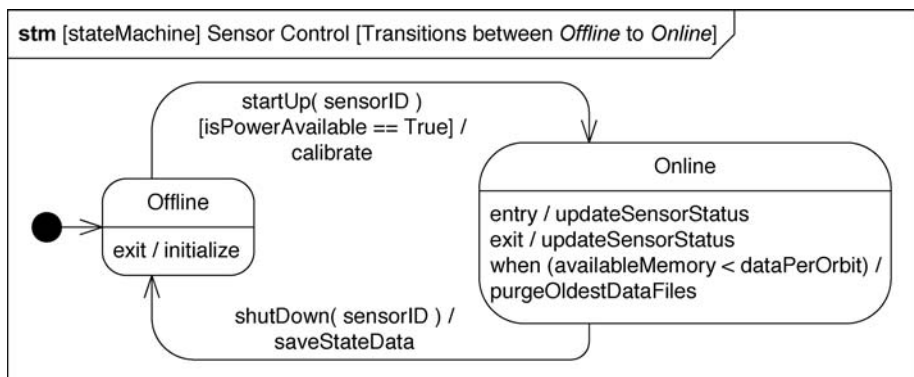 stm [stateMachine] Sensor Control [Transitions between Offline to Online]
startUp( sensorID )
[isPowerAvailable == True] /
calibrate
Offline
exit / initialize
Online
entry / updateSensorStatus
exit / updateSensorStatus
when (availableMemory < dataPerOrbit) /
purgeOldestDataFiles
shutDown( sensorID ) /
saveStateData